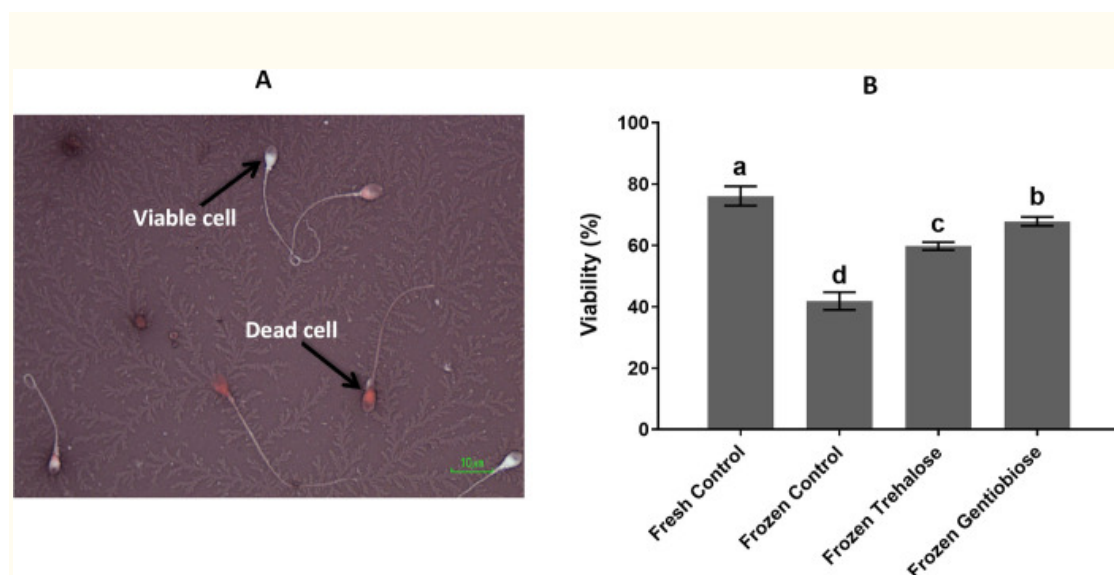 A
Viable cell
Dead cell
10µm
B
Viability (%)
100
80
60
40
20
0
a
d
c
b
Fresh Control
Frozen Control
Frozen Trehalose
Frozen Gentiobiose